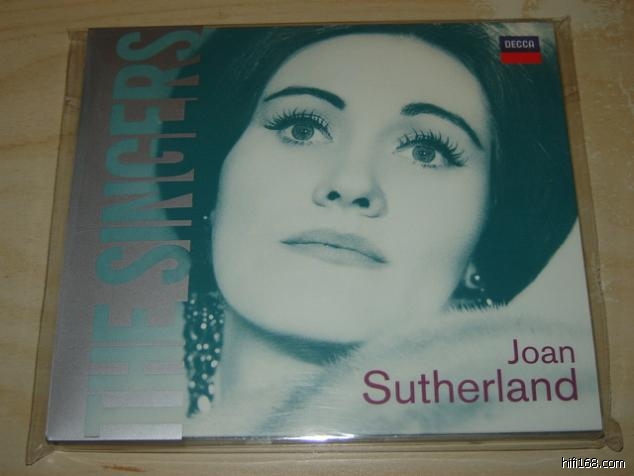 THE SINGERS
DECCA
Joan
Sutherland
hifi168.com